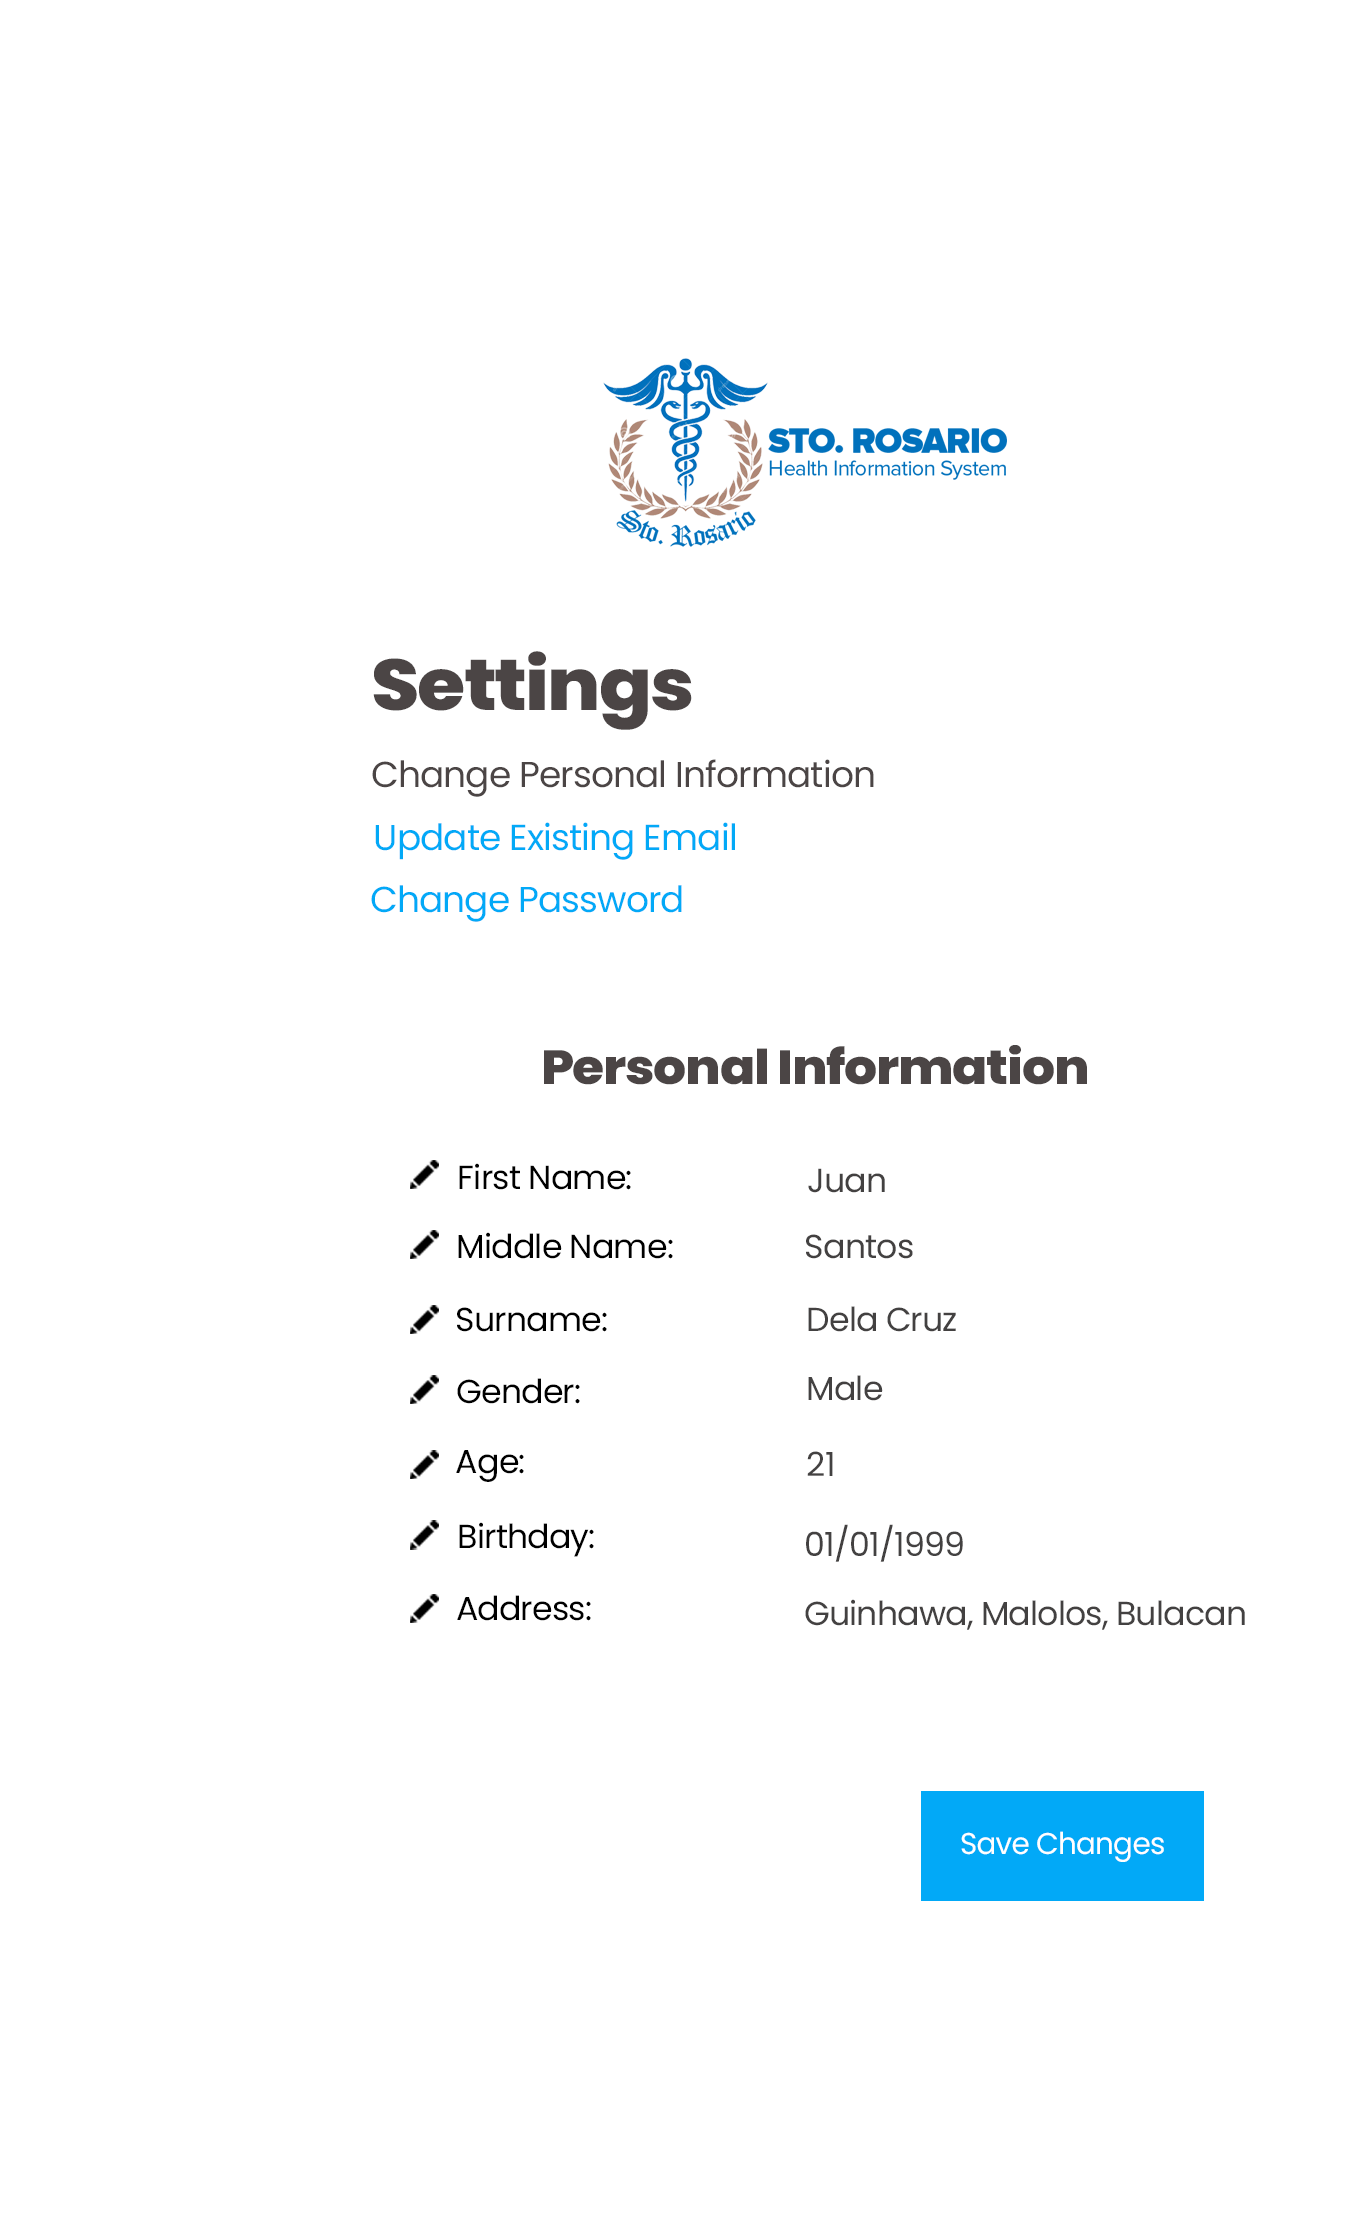 STO. ROSARIO
Health Information System
Sto. Rosario
Settings
Change Personal Information
Update Existing Email
Change Password
Personal Information
First Name: Juan
Middle Name: Santos
Surname: Dela Cruz
Gender: Male
Age: 21
Birthday: 01/01/1999
Address: Guinhawa, Malolos, Bulacan
Save Changes